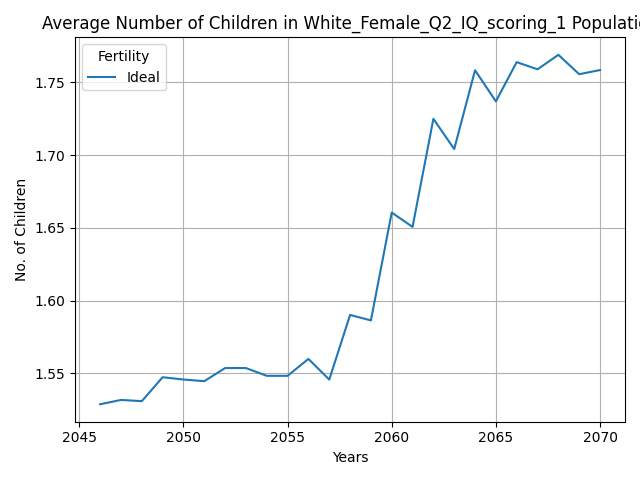 Average Number of Children in White_Female_Q2_IQ_scoring_1 Populatio
Fertility
Ideal
No. of Children
1.75
1.70
1.65
1.60
1.55
2045 2050 2055 2060 2065 2070
Years